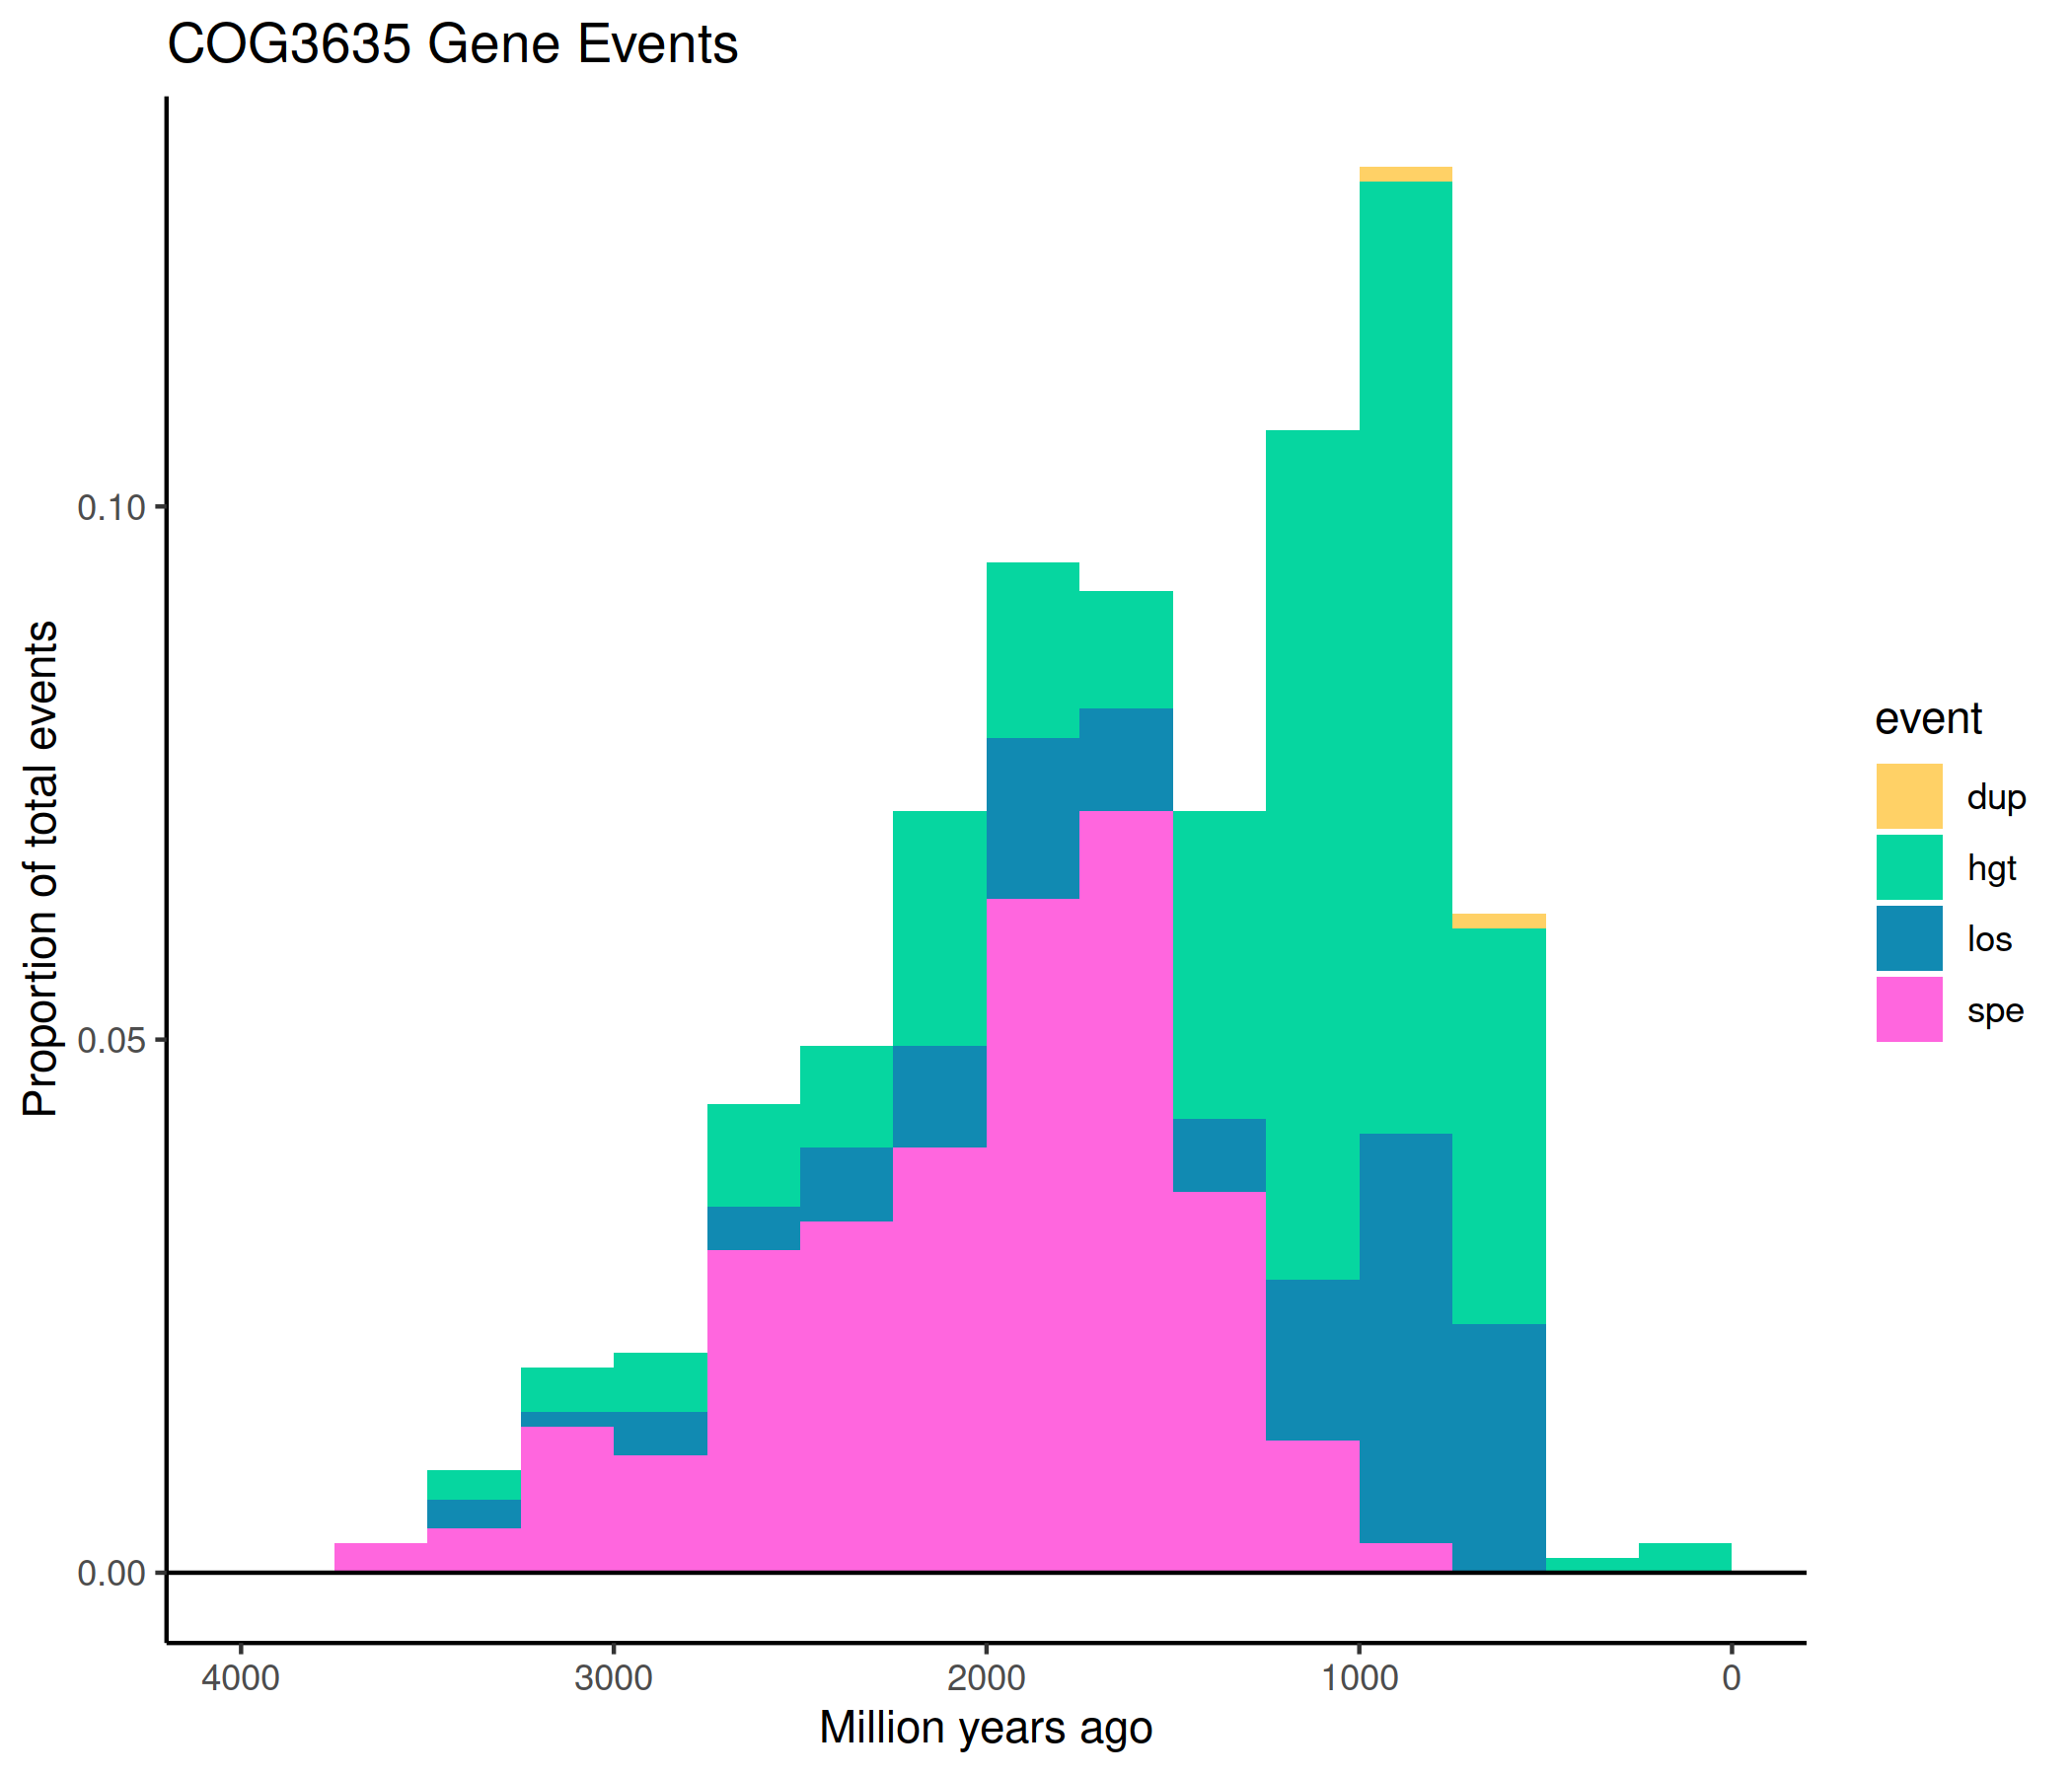 COG3635 Gene Events
Proportion of total events
0.10
0.05
0.00
4000 3000 2000 1000 0
Million years ago
event
dup
hgt
los
spe